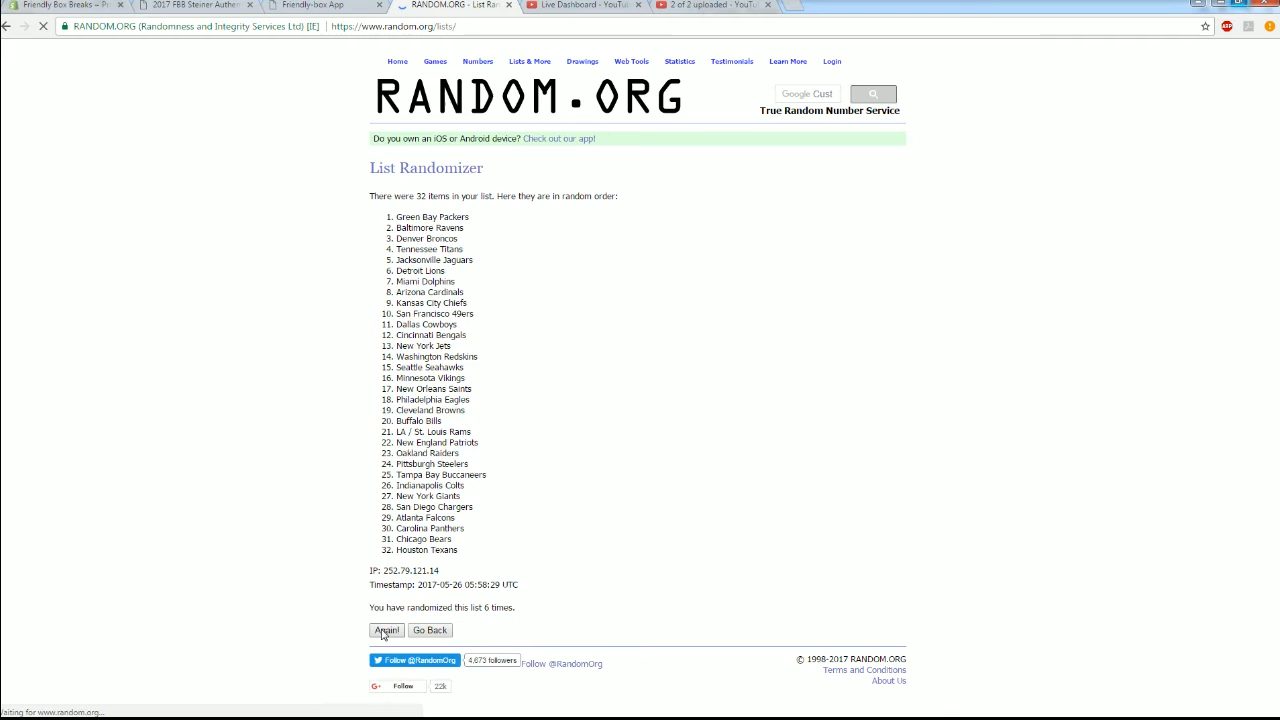 Friendly Box Breaks – P
2017 FBB Steiner Authen
Friendly-box App
RANDOM.ORG - List Ran
Live Dashboard - YouTu
2 of 2 uploaded - YouTu
RANDOM.ORG (Randomness and Integrity Services Ltd) [IE]
https://www.random.org/lists/
Home Games Numbers Lists & More Drawings Web Tools Statistics Testimonials Learn More Login
RANDOM.ORG
Google Cust
True Random Number Service
Do you own an iOS or Android device? Check out our app!
List Randomizer
There were 32 items in your list. Here they are in random order:
1. Green Bay Packers
2. Baltimore Ravens
3. Denver Broncos
4. Tennessee Titans
5. Jacksonville Jaguars
6. Detroit Lions
7. Miami Dolphins
8. Arizona Cardinals
9. Kansas City Chiefs
10. San Francisco 49ers
11. Dallas Cowboys
12. Cincinnati Bengals
13. New York Jets
14. Washington Redskins
15. Seattle Seahawks
16. Minnesota Vikings
17. New Orleans Saints
18. Philadelphia Eagles
19. Cleveland Browns
20. Buffalo Bills
21. LA / St. Louis Rams
22. New England Patriots
23. Oakland Raiders
24. Pittsburgh Steelers
25. Tampa Bay Buccaneers
26. Indianapolis Colts
27. New York Giants
28. San Diego Chargers
29. Atlanta Falcons
30. Carolina Panthers
31. Chicago Bears
32. Houston Texans
IP: 252.79.121.14
Timestamp: 2017-05-26 05:58:29 UTC
You have randomized this list 6 times.
Again! Go Back
Follow @RandomOrg 4,673 followers Follow @RandomOrg
© 1998-2017 RANDOM.ORG
Terms and Conditions
About Us
G+ Follow 22k
Waiting for www.random.org...